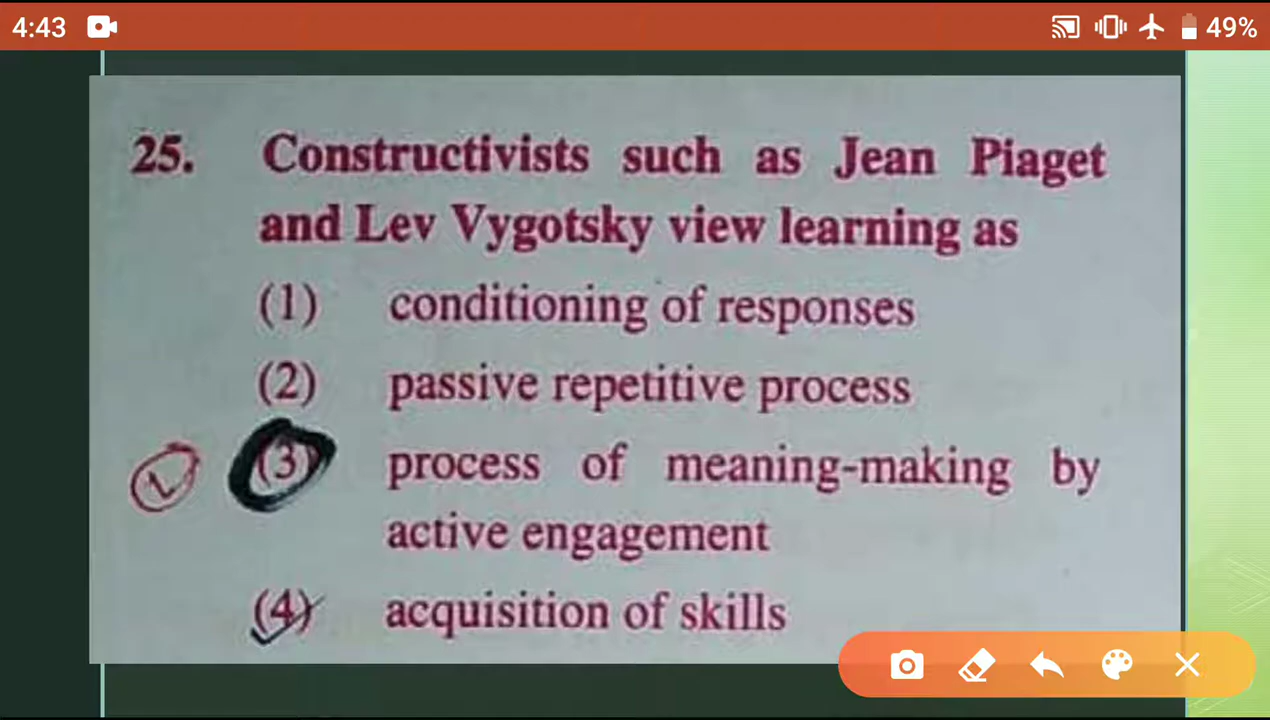 4:43 49%
25. Constructivists such as Jean Piaget
and Lev Vygotsky view learning as
(1) conditioning of responses
(2) passive repetitive process
(3) process of meaning-making by
active engagement
(4) acquisition of skills